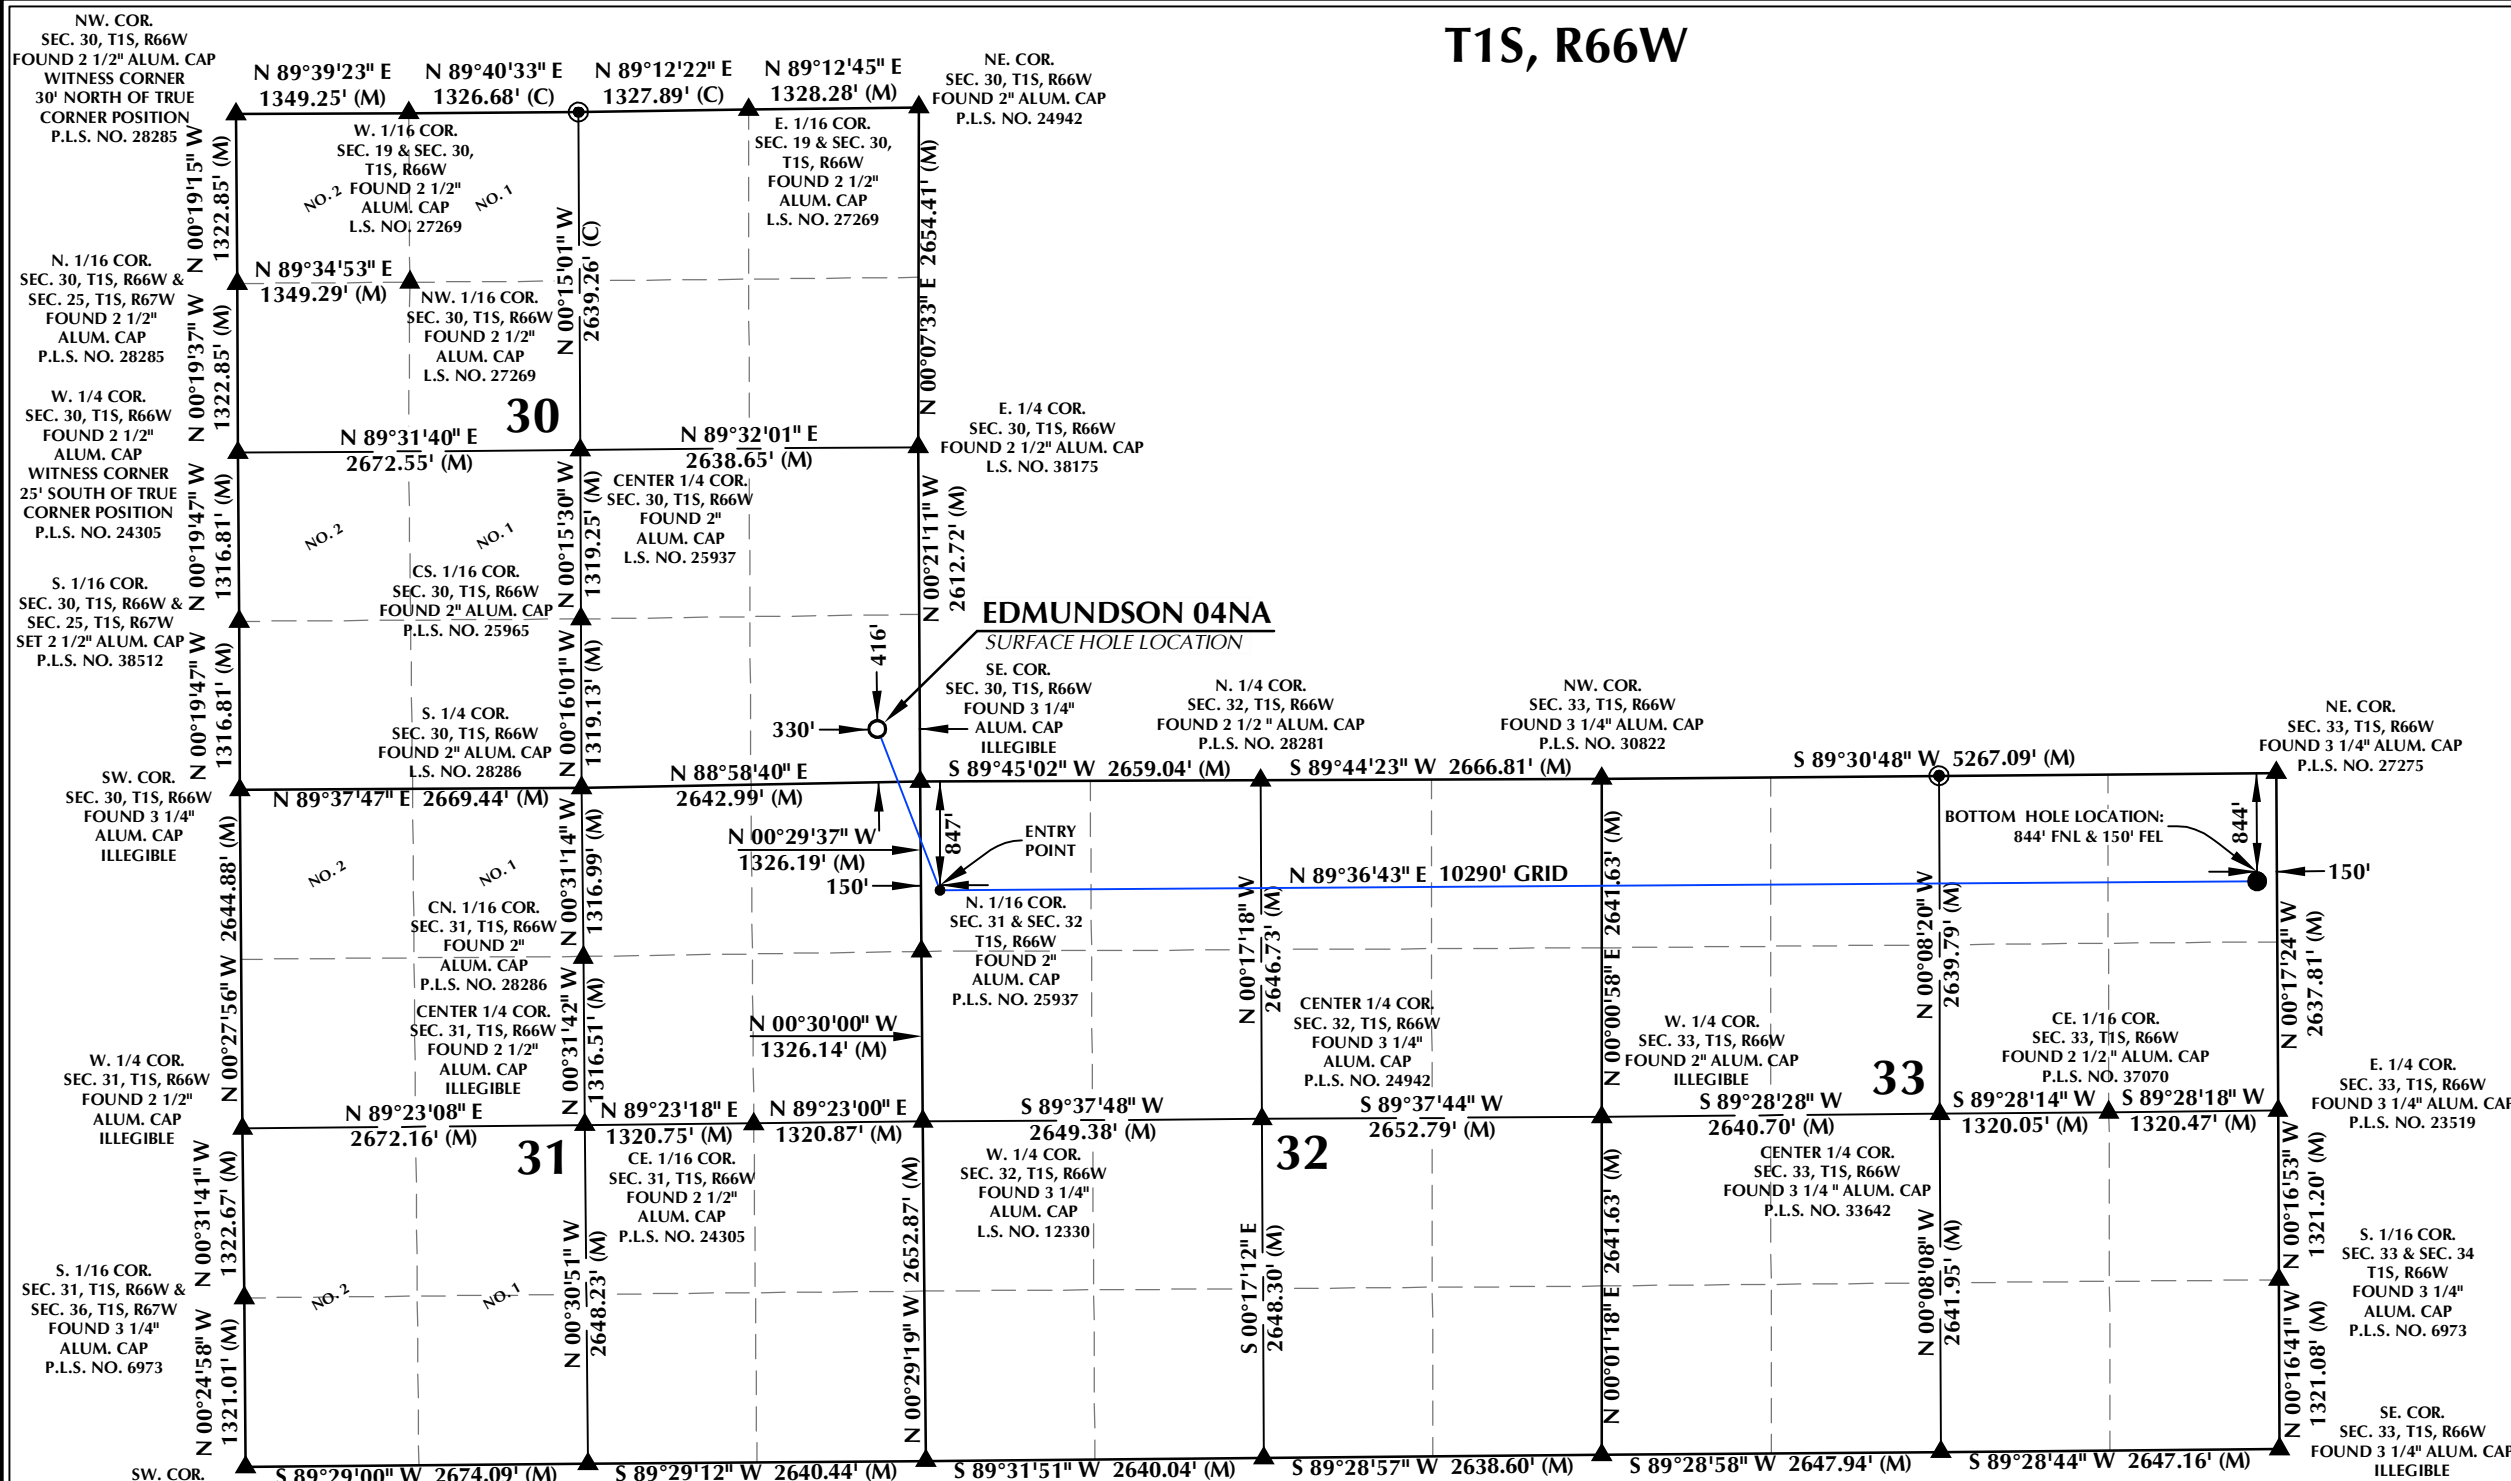 T1S, R66W
NW. COR.
SEC. 30, T1S, R66W
FOUND 2 1/2" ALUM. CAP
WITNESS CORNER
30' NORTH OF TRUE
CORNER POSITION
P.L.S. NO. 28285
N 89°39'23" E
1349.25' (M)
N 89°40'33" E
1326.68' (C)
N 89°12'22" E
1327.89' (C)
N 89°12'45" E
1328.28' (M)
NE. COR.
SEC. 30, T1S, R66W
FOUND 2" ALUM. CAP
P.L.S. NO. 24942
W. 1/16 COR.
SEC. 19 & SEC. 30,
T1S, R66W
FOUND 2 1/2"
ALUM. CAP
L.S. NO. 27269
E. 1/16 COR.
SEC. 19 & SEC. 30,
T1S, R66W
FOUND 2 1/2"
ALUM. CAP
L.S. NO. 27269
N 00°19'15" W
1322.85' (M)
NO. 2
NO. 1
N 00°15'01" W
2639.26' (C)
N 00°07'33" E 2654.41' (M)
N. 1/16 COR.
SEC. 30, T1S, R66W &
SEC. 25, T1S, R67W
FOUND 2 1/2"
ALUM. CAP
P.L.S. NO. 28285
N 89°34'53" E
1349.29' (M)
NW. 1/16 COR.
SEC. 30, T1S, R66W
FOUND 2 1/2"
ALUM. CAP
L.S. NO. 27269
N 00°19'37" W
1322.85' (M)
W. 1/4 COR.
SEC. 30, T1S, R66W
FOUND 2 1/2"
ALUM. CAP
WITNESS CORNER
25' SOUTH OF TRUE
CORNER POSITION
P.L.S. NO. 24305
30
N 89°31'40" E
2672.55' (M)
N 89°32'01" E
2638.65' (M)
E. 1/4 COR.
SEC. 30, T1S, R66W
FOUND 2 1/2" ALUM. CAP
L.S. NO. 38175
CENTER 1/4 COR.
SEC. 30, T1S, R66W
FOUND 2"
ALUM. CAP
L.S. NO. 25937
N 00°19'47" W
1316.81' (M)
NO. 2
NO. 1
N 00°15'30" W
1319.25' (M)
N 00°21'11" W
2612.72' (M)
CS. 1/16 COR.
SEC. 30, T1S, R66W
FOUND 2" ALUM. CAP
P.L.S. NO. 25965
S. 1/16 COR.
SEC. 30, T1S, R66W &
SEC. 25, T1S, R67W
SET 2 1/2" ALUM. CAP
P.L.S. NO. 38512
N 00°19'47" W
1316.81' (M)
N 00°16'01" W
1319.13' (M)
EDMUNDSON 04NA
SURFACE HOLE LOCATION
416'
330'
SE. COR.
SEC. 30, T1S, R66W
FOUND 3 1/4"
ALUM. CAP
ILLEGIBLE
S. 1/4 COR.
SEC. 30, T1S, R66W
FOUND 2" ALUM. CAP
L.S. NO. 28286
N. 1/4 COR.
SEC. 32, T1S, R66W
FOUND 2 1/2 " ALUM. CAP
P.L.S. NO. 28281
NW. COR.
SEC. 33, T1S, R66W
FOUND 3 1/4" ALUM. CAP
P.L.S. NO. 30822
NE. COR.
SEC. 33, T1S, R66W
FOUND 3 1/4" ALUM. CAP
P.L.S. NO. 27275
SW. COR.
SEC. 30, T1S, R66W
FOUND 3 1/4"
ALUM. CAP
ILLEGIBLE
N 89°37'47" E 2669.44' (M)
N 88°58'40" E
2642.99' (M)
S 89°45'02" W 2659.04' (M)
S 89°44'23" W 2666.81' (M)
S 89°30'48" W 5267.09' (M)
N 00°27'56" W 2644.88' (M)
NO. 2
NO. 1
N 00°31'14" W
1316.99' (M)
N 00°29'37" W
1326.19' (M)
150'
847'
ENTRY
POINT
N 89°36'43" E 10290' GRID
BOTTOM HOLE LOCATION:
844' FNL & 150' FEL
844'
150'
CN. 1/16 COR.
SEC. 31, T1S, R66W
FOUND 2"
ALUM. CAP
P.L.S. NO. 28286
N. 1/16 COR.
SEC. 31 & SEC. 32
T1S, R66W
FOUND 2"
ALUM. CAP
P.L.S. NO. 25937
N 00°17'18" W
2646.73' (M)
N 00°00'58" E 2641.63' (M)
N 00°08'20" W
2639.79' (M)
N 00°17'24" W
2637.81' (M)
CENTER 1/4 COR.
SEC. 31, T1S, R66W
FOUND 2 1/2"
ALUM. CAP
ILLEGIBLE
N 00°31'42" W
1316.51' (M)
N 00°30'00" W
1326.14' (M)
CENTER 1/4 COR.
SEC. 32, T1S, R66W
FOUND 3 1/4"
ALUM. CAP
P.L.S. NO. 24942
W. 1/4 COR.
SEC. 33, T1S, R66W
FOUND 2" ALUM. CAP
ILLEGIBLE
33
CE. 1/16 COR.
SEC. 33, T1S, R66W
FOUND 2 1/2 " ALUM. CAP
P.L.S. NO. 37070
W. 1/4 COR.
SEC. 31, T1S, R66W
FOUND 2 1/2"
ALUM. CAP
ILLEGIBLE
E. 1/4 COR.
SEC. 33, T1S, R66W
FOUND 3 1/4" ALUM. CAP
P.L.S. NO. 23519
N 89°23'08" E
2672.16' (M)
N 89°23'18" E
1320.75' (M)
N 89°23'00" E
1320.87' (M)
S 89°37'48" W
2649.38' (M)
S 89°37'44" W
2652.79' (M)
S 89°28'28" W
2640.70' (M)
S 89°28'14" W
1320.05' (M)
S 89°28'18" W
1320.47' (M)
31
32
CE. 1/16 COR.
SEC. 31, T1S, R66W
FOUND 2 1/2"
ALUM. CAP
P.L.S. NO. 24305
W. 1/4 COR.
SEC. 32, T1S, R66W
FOUND 3 1/4"
ALUM. CAP
L.S. NO. 12330
CENTER 1/4 COR.
SEC. 33, T1S, R66W
FOUND 3 1/4 " ALUM. CAP
P.L.S. NO. 33642
N 00°31'41" W
1322.67' (M)
N 00°30'51" W
2648.23' (M)
N 00°29'19" W 2652.87' (M)
S 00°17'12" E
2648.30' (M)
N 00°01'18" E 2641.63' (M)
N 00°08'08" W
2641.95' (M)
N 00°16'53" W
1321.20' (M)
S. 1/16 COR.
SEC. 31, T1S, R66W &
SEC. 36, T1S, R67W
FOUND 3 1/4"
ALUM. CAP
P.L.S. NO. 6973
NO. 2
NO. 1
S. 1/16 COR.
SEC. 33 & SEC. 34
T1S, R66W
FOUND 3 1/4"
ALUM. CAP
P.L.S. NO. 6973
N 00°24'58" W
1321.01' (M)
N 00°16'41" W
1321.08' (M)
SE. COR.
SEC. 33, T1S, R66W
FOUND 3 1/4" ALUM. CAP
ILLEGIBLE
SW. COR.
S 89°29'00" W 2674.09' (M)
S 89°29'12" W 2640.44' (M)
S 89°31'51" W 2640.04' (M)
S 89°28'57" W 2638.60' (M)
S 89°28'58" W 2647.94' (M)
S 89°28'44" W 2647.16' (M)